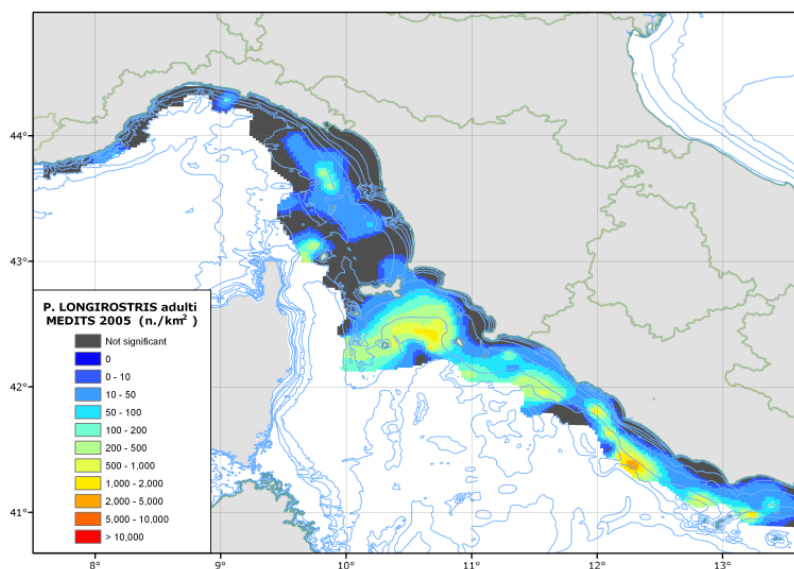 44°
43°
42°
41°
P. LONGIROSTRIS adulti
MEDITS 2005 (n./km²)
Not significant
0
0 - 10
10 - 50
50 - 100
100 - 200
200 - 500
500 - 1,000
1,000 - 2,000
2,000 - 5,000
5,000 - 10,000
> 10,000
8° 9° 10° 11° 12° 13°